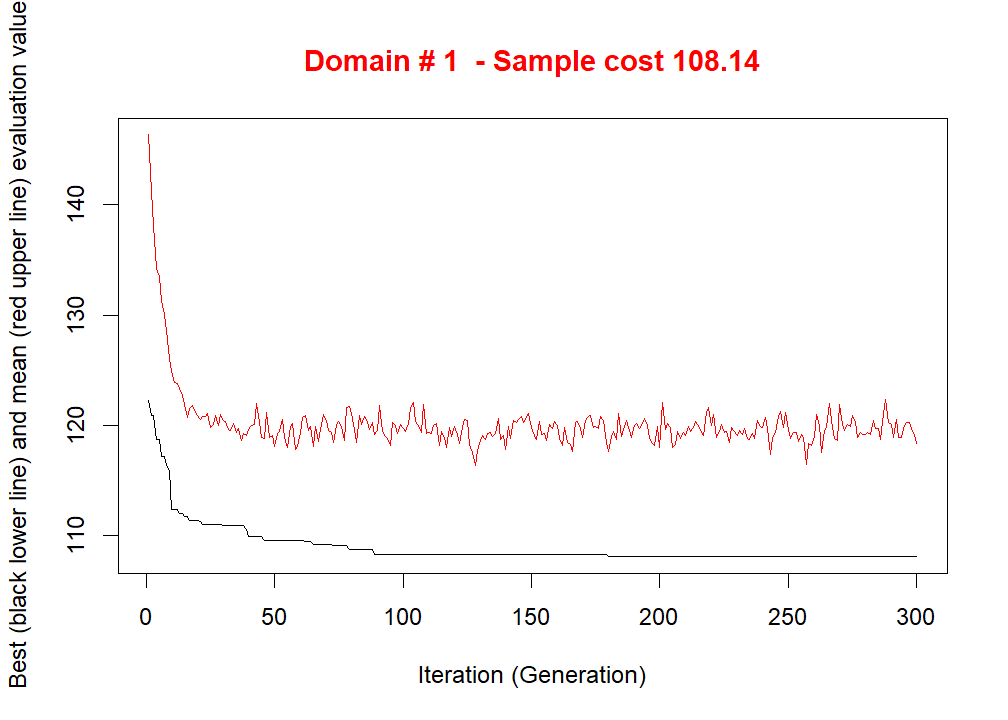 Domain # 1  - Sample cost 108.14
Best (black lower line) and mean (red upper line) evaluation value
140
130
120
110
0 50 100 150 200 250 300
Iteration (Generation)